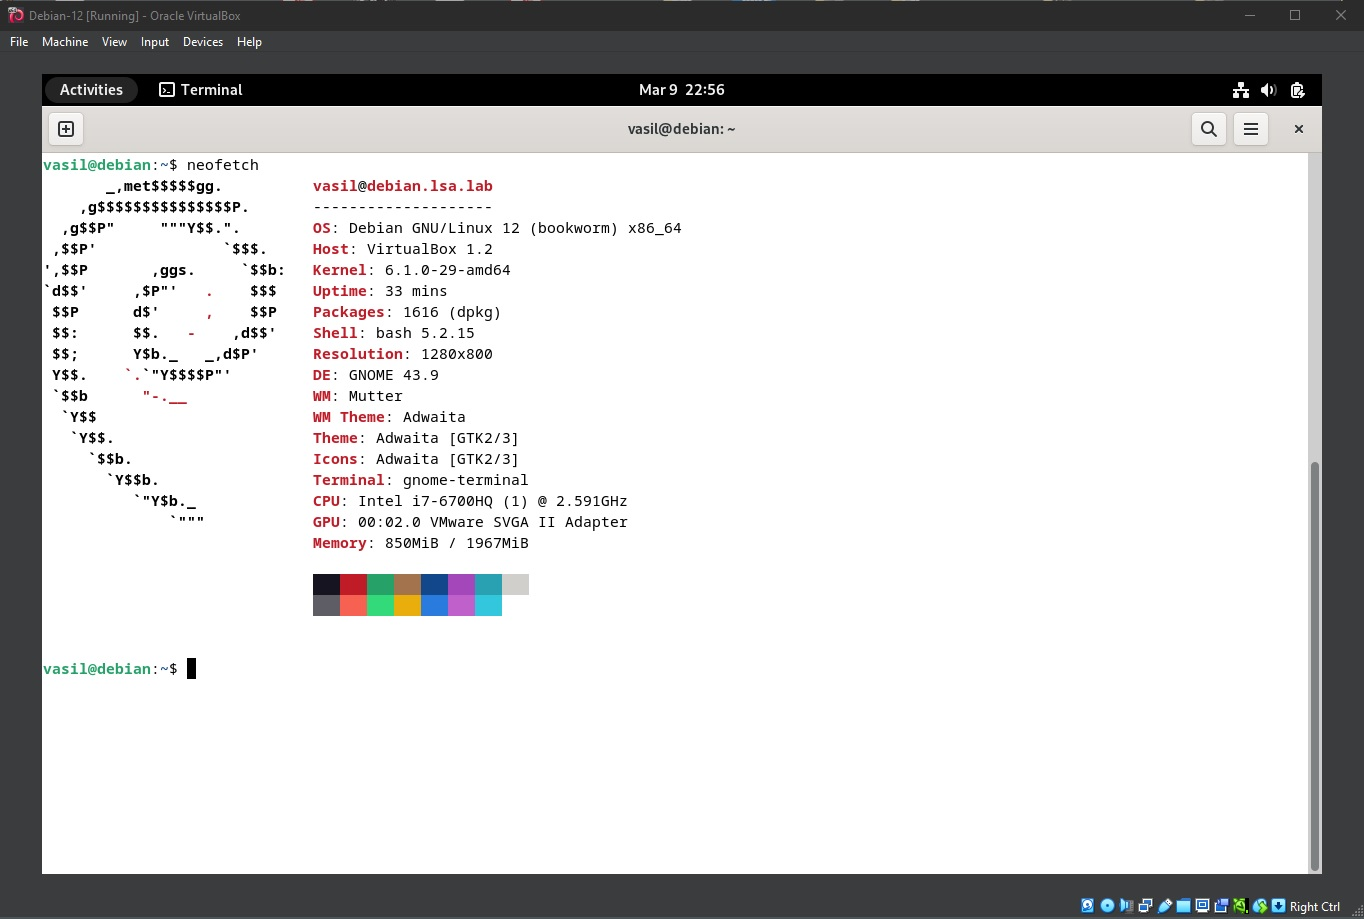 Debian-12 [Running] - Oracle VirtualBox
File Machine View Input Devices Help
Activities Terminal Mar 9 22:56
vasil@debian: ~
vasil@debian:~$ neofetch
       _,met$$$$$gg.          vasil@debian.lsa.lab
    ,g$$$$$$$$$$$$$$$P.       --------------------
  ,g$$P"     """Y$$.".        OS: Debian GNU/Linux 12 (bookworm) x86_64
 ,$$P'              `$$$.     Host: VirtualBox 1.2
',$$P       ,ggs.     `$$b:   Kernel: 6.1.0-29-amd64
`d$$'     ,$P"'   .    $$$    Uptime: 33 mins
 $$P      d$'     ,    $$P    Packages: 1616 (dpkg)
 $$:      $$.   -    ,d$$'    Shell: bash 5.2.15
 $$;      Y$b._   _,d$P'      Resolution: 1280x800
 Y$$.    `.`"Y$$$$P"'         DE: GNOME 43.9
 `$$b      "-.__              WM: Mutter
  `Y$$                        WM Theme: Adwaita
   `Y$$.                      Theme: Adwaita [GTK2/3]
     `$$b.                    Icons: Adwaita [GTK2/3]
       `Y$$b.                 Terminal: gnome-terminal
          `"Y$b._             CPU: Intel i7-6700HQ (1) @ 2.591GHz
              `"""            GPU: 00:02.0 VMware SVGA II Adapter
                              Memory: 850MiB / 1967MiB
vasil@debian:~$
Right Ctrl